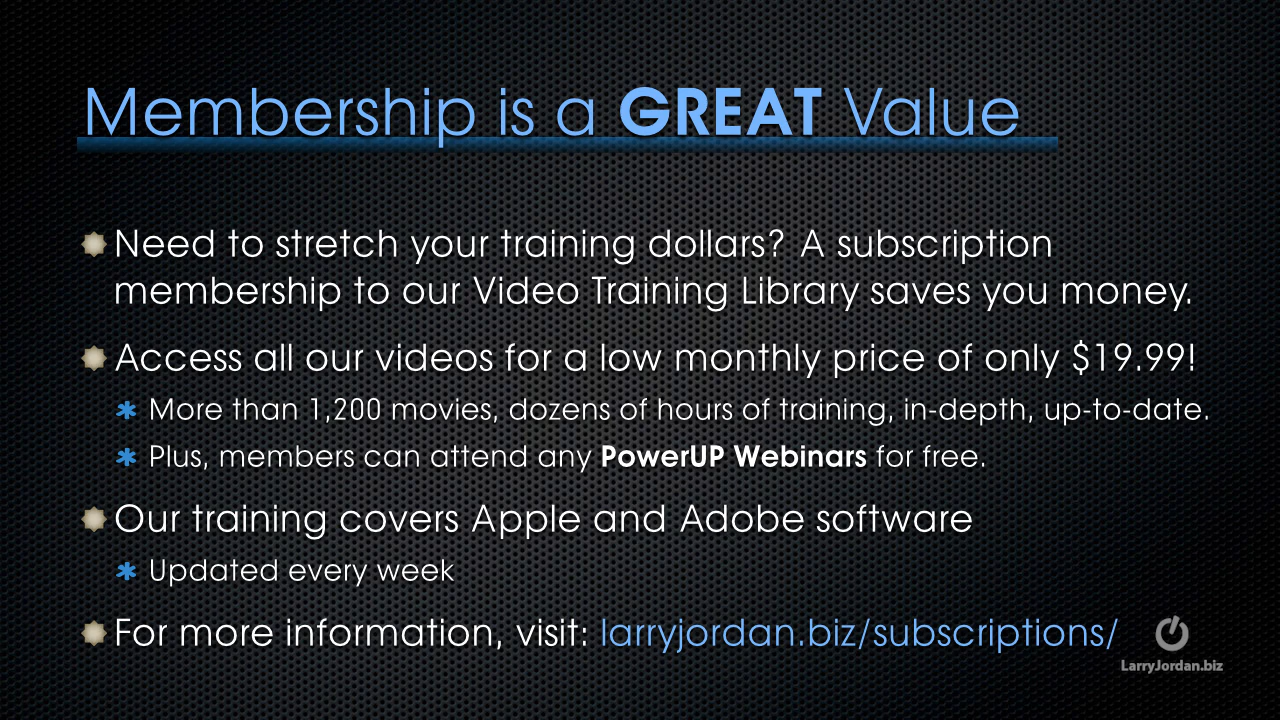 Membership is a GREAT Value
Need to stretch your training dollars? A subscription
membership to our Video Training Library saves you money.
Access all our videos for a low monthly price of only $19.99!
More than 1,200 movies, dozens of hours of training, in-depth, up-to-date.
Plus, members can attend any PowerUP Webinars for free.
Our training covers Apple and Adobe software
Updated every week
For more information, visit: larryjordan.biz/subscriptions/
LarryJordan.biz